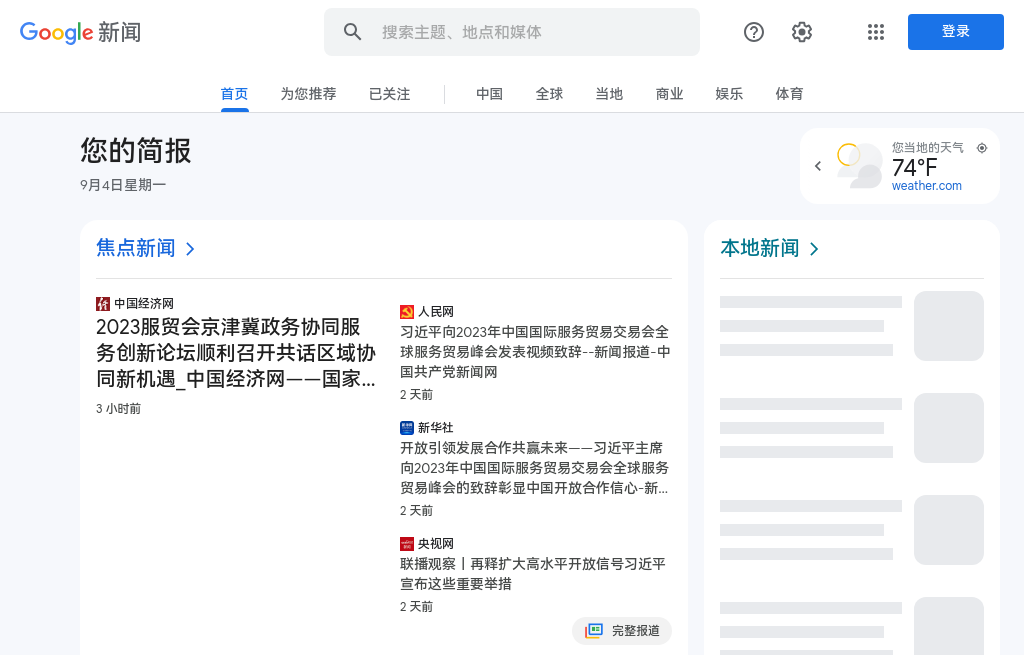 Google 新闻
搜索主题、地点和媒体
登录
首页
为您推荐
已关注
中国
全球
当地
商业
娱乐
体育
您的简报
9月4日星期一
您当地的天气
74°F
weather.com
焦点新闻
中国经济网
2023服贸会京津冀政务协同服
务创新论坛顺利召开共话区域协
同新机遇_中国经济网——国家...
3 小时前
人民网
习近平向2023年中国国际服务贸易交易会全
球服务贸易峰会发表视频致辞--新闻报道-中
国共产党新闻网
2 天前
新华社
开放引领发展合作共赢未来——习近平主席
向2023年中国国际服务贸易交易会全球服务
贸易峰会的致辞彰显中国开放合作信心-新...
2 天前
央视网
联播观察丨再释扩大高水平开放信号习近平
宣布这些重要举措
2 天前
完整报道
本地新闻